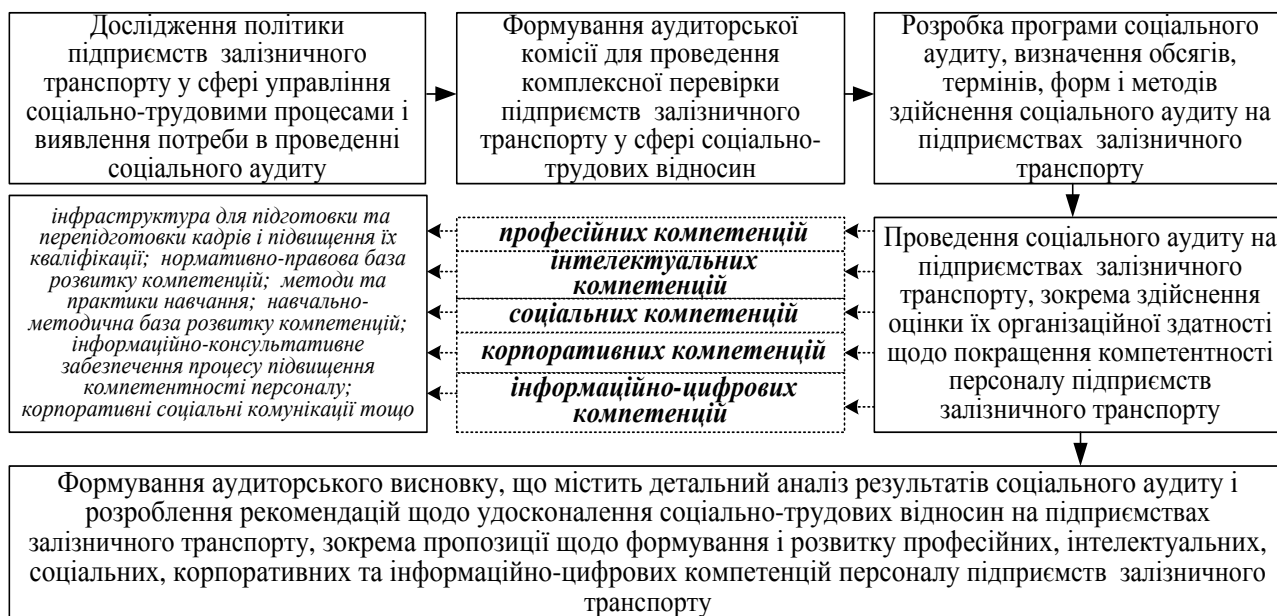 Дослідження політики
підприємств залізничного
транспорту у сфері управління
соціально-трудовими процесами і
виявлення потреби в проведенні
соціального аудиту
Формування аудиторської
комісії для проведення
комплексної перевірки
підприємств залізничного
транспорту у сфері соціально-
трудових відносин
Розробка програми соціального
аудиту, визначення обсягів,
термінів, форм і методів
здійснення соціального аудиту на
підприємствах залізничного
транспорту
інфраструктура для підготовки та
перепідготовки кадрів і підвищення їх
кваліфікації; нормативно-правова база
розвитку компетенцій; методи та
практики навчання; навчально-
методична база розвитку компетенцій;
інформаційно-консультативне
забезпечення процесу підвищення
компетентності персоналу;
корпоративні соціальні комунікації тощо
професійних компетенцій
інтелектуальних
компетенцій
соціальних компетенцій
корпоративних компетенцій
інформаційно-цифрових
компетенцій
Проведення соціального аудиту на
підприємствах залізничного
транспорту, зокрема здійснення
оцінки їх організаційної здатності
щодо покращення компетентності
персоналу підприємств
залізничного транспорту
Формування аудиторського висновку, що містить детальний аналіз результатів соціального аудиту і
розроблення рекомендацій щодо удосконалення соціально-трудових відносин на підприємствах
залізничного транспорту, зокрема пропозиції щодо формування і розвитку професійних, інтелектуальних,
соціальних, корпоративних та інформаційно-цифрових компетенцій персоналу підприємств залізничного
транспорту